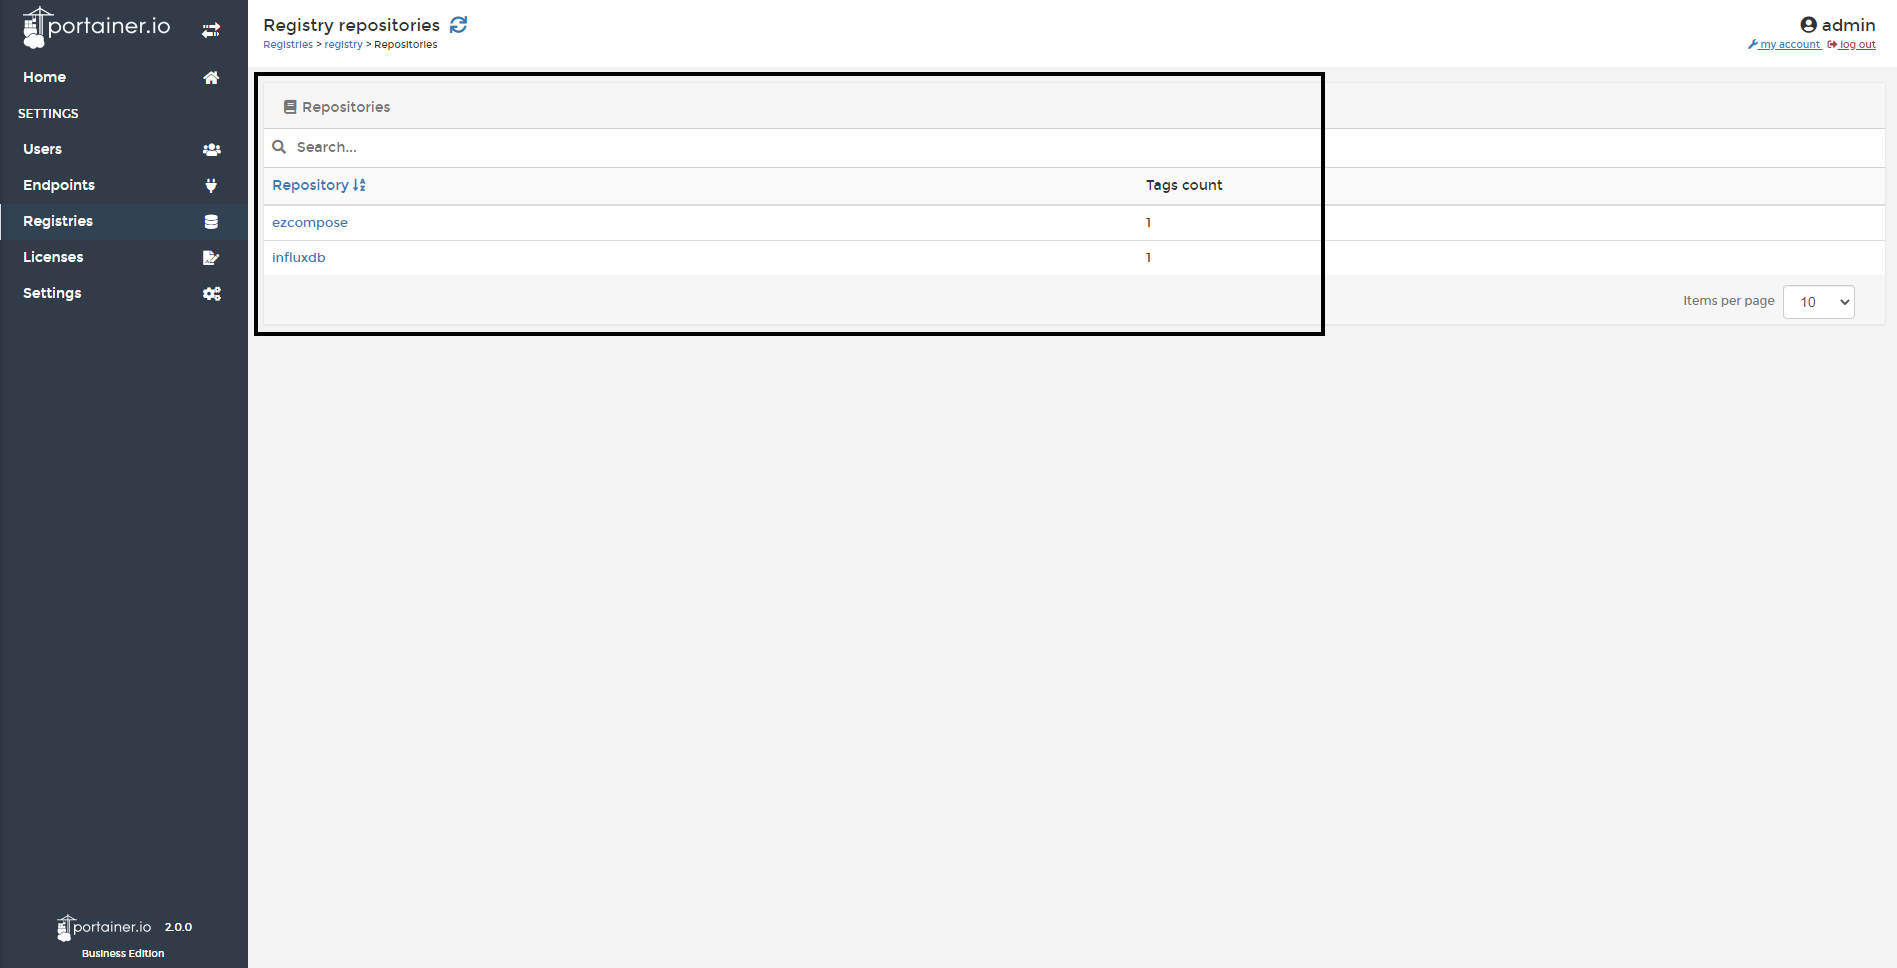 portainer.io
Home
SETTINGS
Users
Endpoints
Registries
Licenses
Settings
portainer.io 2.0.0
Business Edition
Registry repositories
Registries > registry > Repositories
admin
my account log out
Repositories
Search...
Repository Tags count
ezcompose 1
influxdb 1
Items per page 10